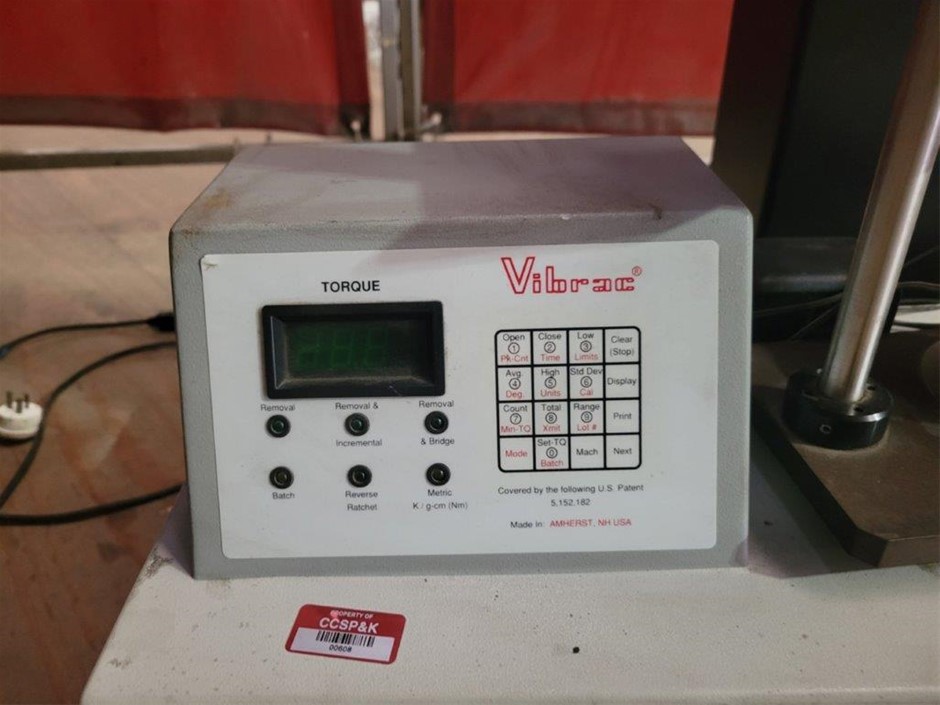 Vibrac®
TORQUE
Removal
Removal &
Incremental
Removal
& Bridge
Batch
Reverse
Ratchet
Metric
K / g-cm (Nm)
Open
1
Pk-Cnt
Close
2
Time
Low
3
Limits
Clear
(Stop)
Avg.
4
Deg.
High
5
Units
Std Dev
6
Cal
Display
Count
7
Min-TQ
Total
8
Xmit
Range
9
Lot #
Print
Mode
Set-TQ
0
Batch
Mach
Next
Covered by the following U.S. Patent
5,152,182
Made in: AMHERST, NH USA
PROPERTY OF
CCSP&K
00608